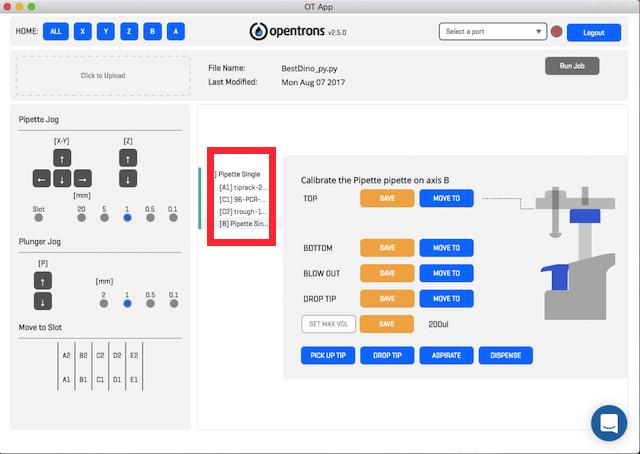 OT App
HOME: ALL X Y Z B A
opentrons v2.5.0
Select a port
Logout
Click to Upload
File Name: BestDino_py.py
Last Modified: Mon Aug 07 2017
Run Job
Pipette Jog
[X-Y] [Z]
[mm]
Slot 20 5 1 0.5 0.1
Plunger Jog
[P]
[mm]
2 1 0.5 0.1
Move to Slot
A2 B2 C2 D2 E2
A1 B1 C1 D1 E1
] Pipette Single
[A1] tiprack-2...
[C1] 96-PCR-...
[C2] trough-1...
[B] Pipette Sin...
Calibrate the Pipette pipette on axis B
TOP SAVE MOVE TO
BOTTOM SAVE MOVE TO
BLOW OUT SAVE MOVE TO
DROP TIP SAVE MOVE TO
SET MAX VOL SAVE 200ul
PICK UP TIP DROP TIP ASPIRATE DISPENSE